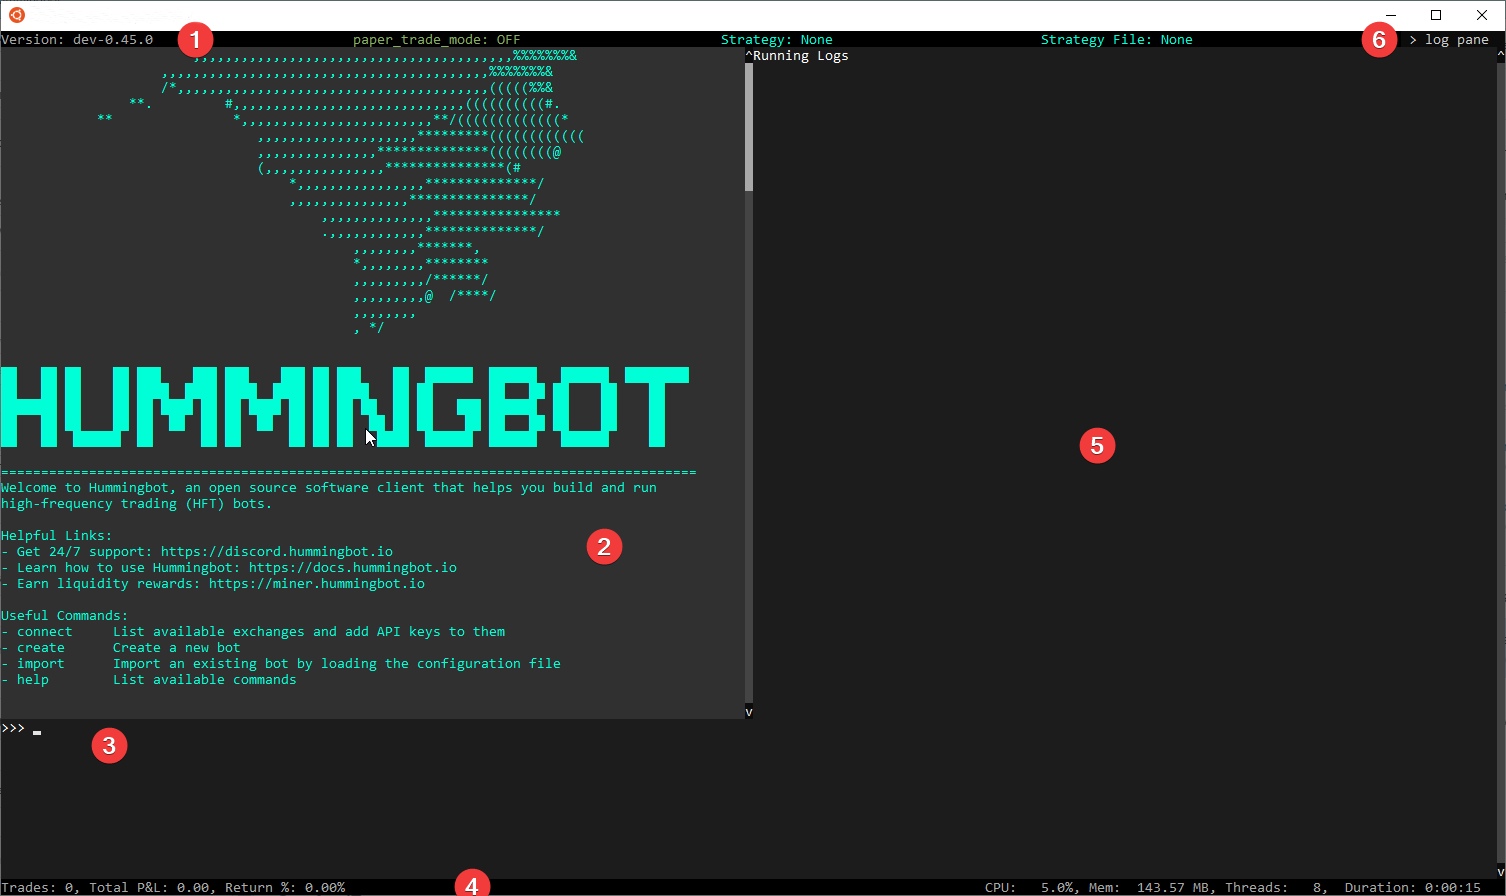 Version: dev-0.45.0 1 paper_trade_mode: OFF Strategy: None Strategy File: None 6 > log pane
^Running Logs ^
HUMMINGBOT
5
Welcome to Hummingbot, an open source software client that helps you build and run
high-frequency trading (HFT) bots.
Helpful Links:
2
- Get 24/7 support: https://discord.hummingbot.io
- Learn how to use Hummingbot: https://docs.hummingbot.io
- Earn liquidity rewards: https://miner.hummingbot.io
Useful Commands:
- connect List available exchanges and add API keys to them
- create Create a new bot
- import Import an existing bot by loading the configuration file
- help List available commands
v
>>>
3
v
Trades: 0, Total P&L: 0.00, Return %: 0.00% 4 CPU: 5.0%, Mem: 143.57 MB, Threads: 8, Duration: 0:00:15